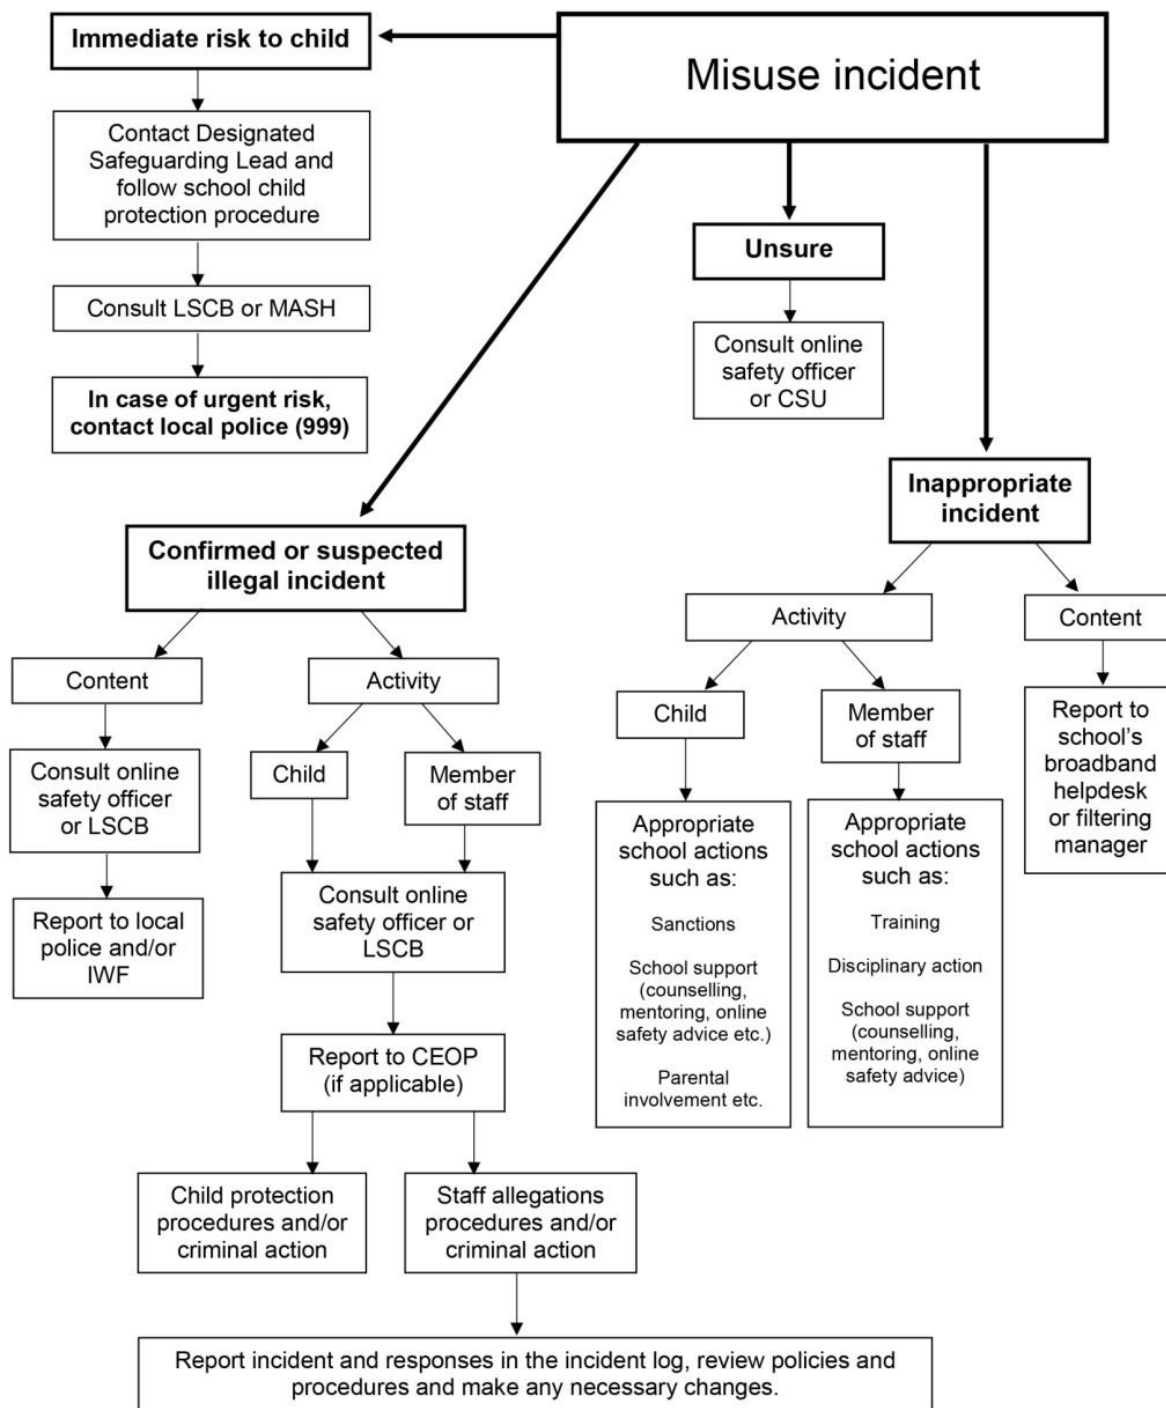 Misuse incident
Immediate risk to child
Contact Designated
Safeguarding Lead and
follow school child
protection procedure
Consult LSCB or MASH
In case of urgent risk,
contact local police (999)
Unsure
Consult online
safety officer
or CSU
Confirmed or suspected
illegal incident
Content
Consult online
safety officer
or LSCB
Report to local
police and/or
IWF
Activity
Child
Member
of staff
Consult online
safety officer or
LSCB
Report to CEOP
(if applicable)
Child protection
procedures and/or
criminal action
Staff allegations
procedures and/or
criminal action
Report incident and responses in the incident log, review policies and
procedures and make any necessary changes.
Inappropriate
incident
Activity
Child
Appropriate
school actions
such as:
Sanctions
School support
(counselling,
mentoring, online
safety advice etc.)
Parental
involvement etc.
Member
of staff
Appropriate
school actions
such as:
Training
Disciplinary action
School support
(counselling,
mentoring, online
safety advice)
Content
Report to
school’s
broadband
helpdesk
or filtering
manager